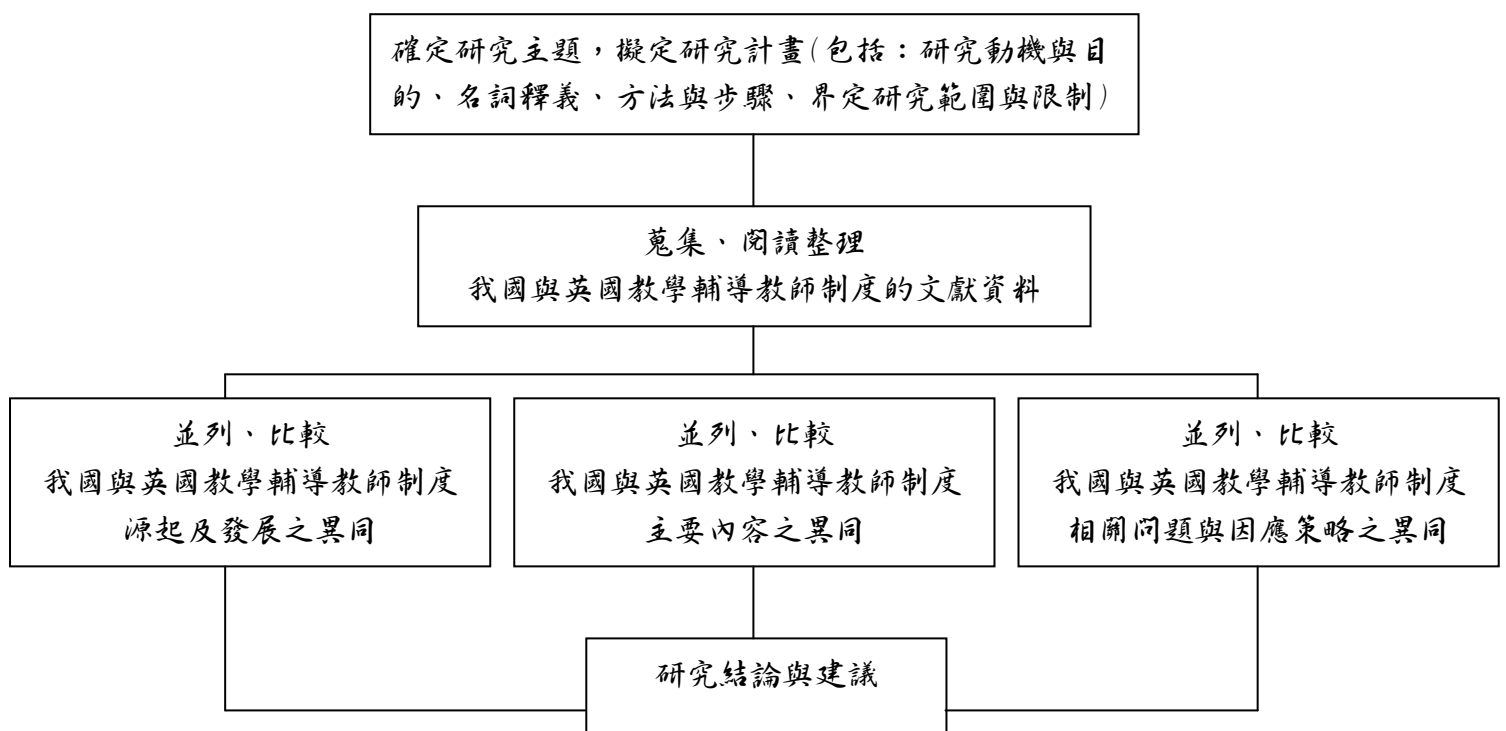 確定研究主題，擬定研究計畫(包括：研究動機與目
的、名詞釋義、方法與步驟、界定研究範圍與限制)
蒐集、閱讀整理
我國與英國教學輔導教師制度的文獻資料
並列、比較
我國與英國教學輔導教師制度
源起及發展之異同
並列、比較
我國與英國教學輔導教師制度
主要內容之異同
並列、比較
我國與英國教學輔導教師制度
相關問題與因應策略之異同
研究結論與建議